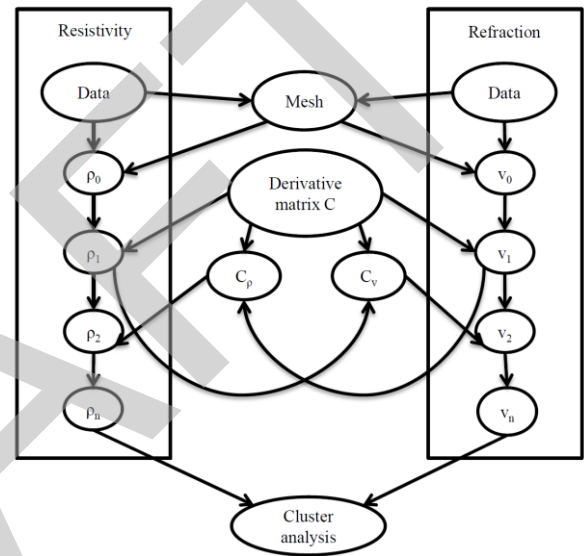 Resistivity
Refraction
Data
Mesh
Data
ρ0
v0
Derivative
matrix C
ρ1
v1
Cρ
Cv
ρ2
v2
ρn
vn
Cluster
analysis